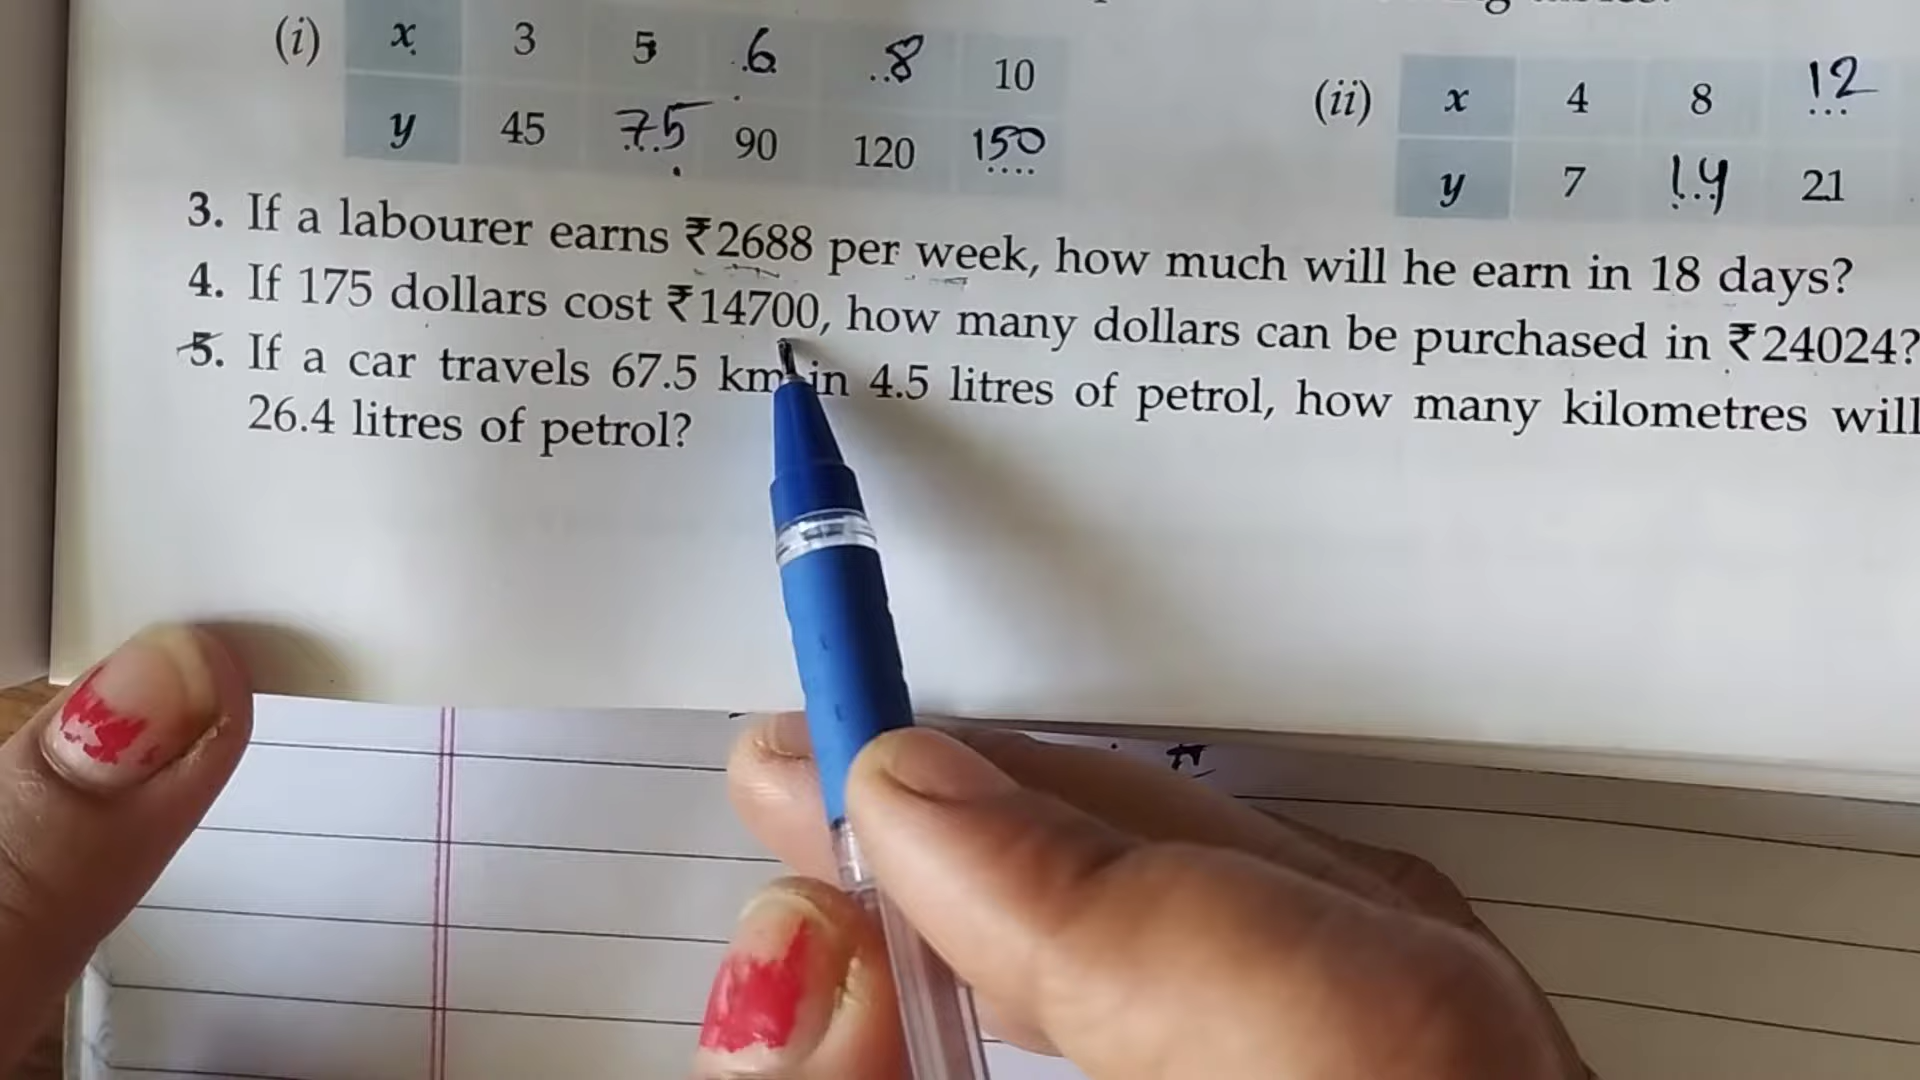 (i) x 3 5 6 8 10
y 45 75 90 120 150
(ii) x 4 8 12
y 7 14 21
3. If a labourer earns ₹2688 per week, how much will he earn in 18 days?
4. If 175 dollars cost ₹14700, how many dollars can be purchased in ₹24024?
5. If a car travels 67.5 km in 4.5 litres of petrol, how many kilometres will
26.4 litres of petrol?